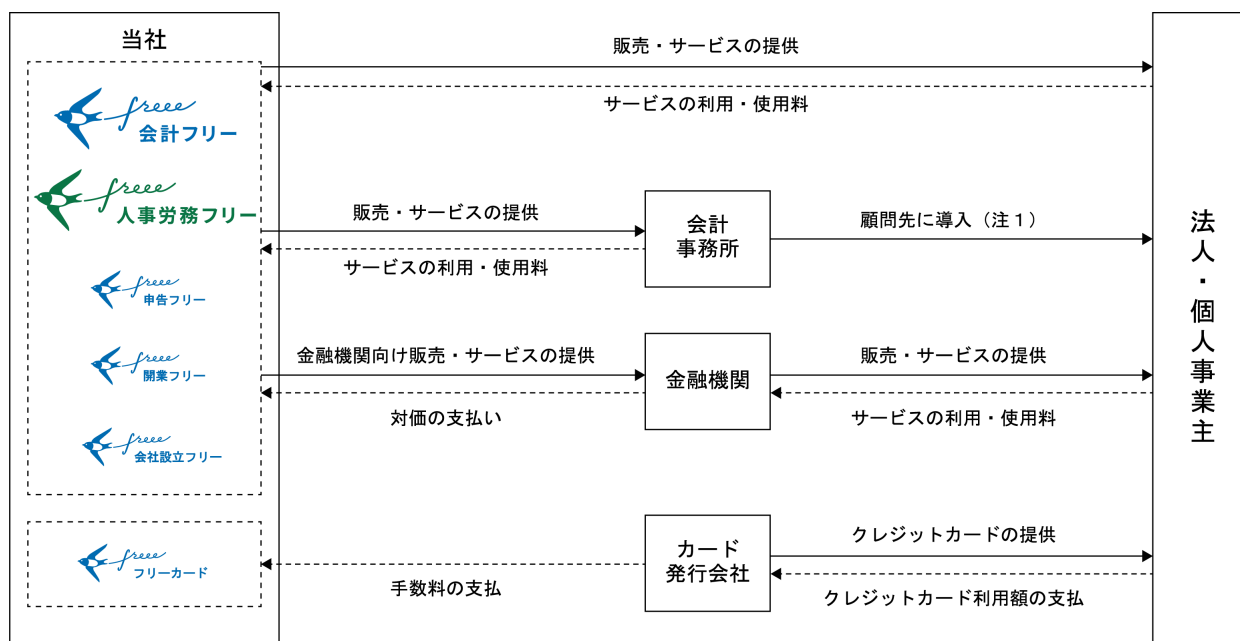 当社
freee
会計フリー
freee
人事労務フリー
freee
申告フリー
freee
開業フリー
freee
会社設立フリー
freee
フリーカード
販売・サービスの提供
サービスの利用・使用料
販売・サービスの提供
サービスの利用・使用料
会計
事務所
顧問先に導入（注１）
金融機関向け販売・サービスの提供
対価の支払い
金融機関
販売・サービスの提供
サービスの利用・使用料
手数料の支払
カード
発行会社
クレジットカードの提供
クレジットカード利用額の支払
法人・個人事業主